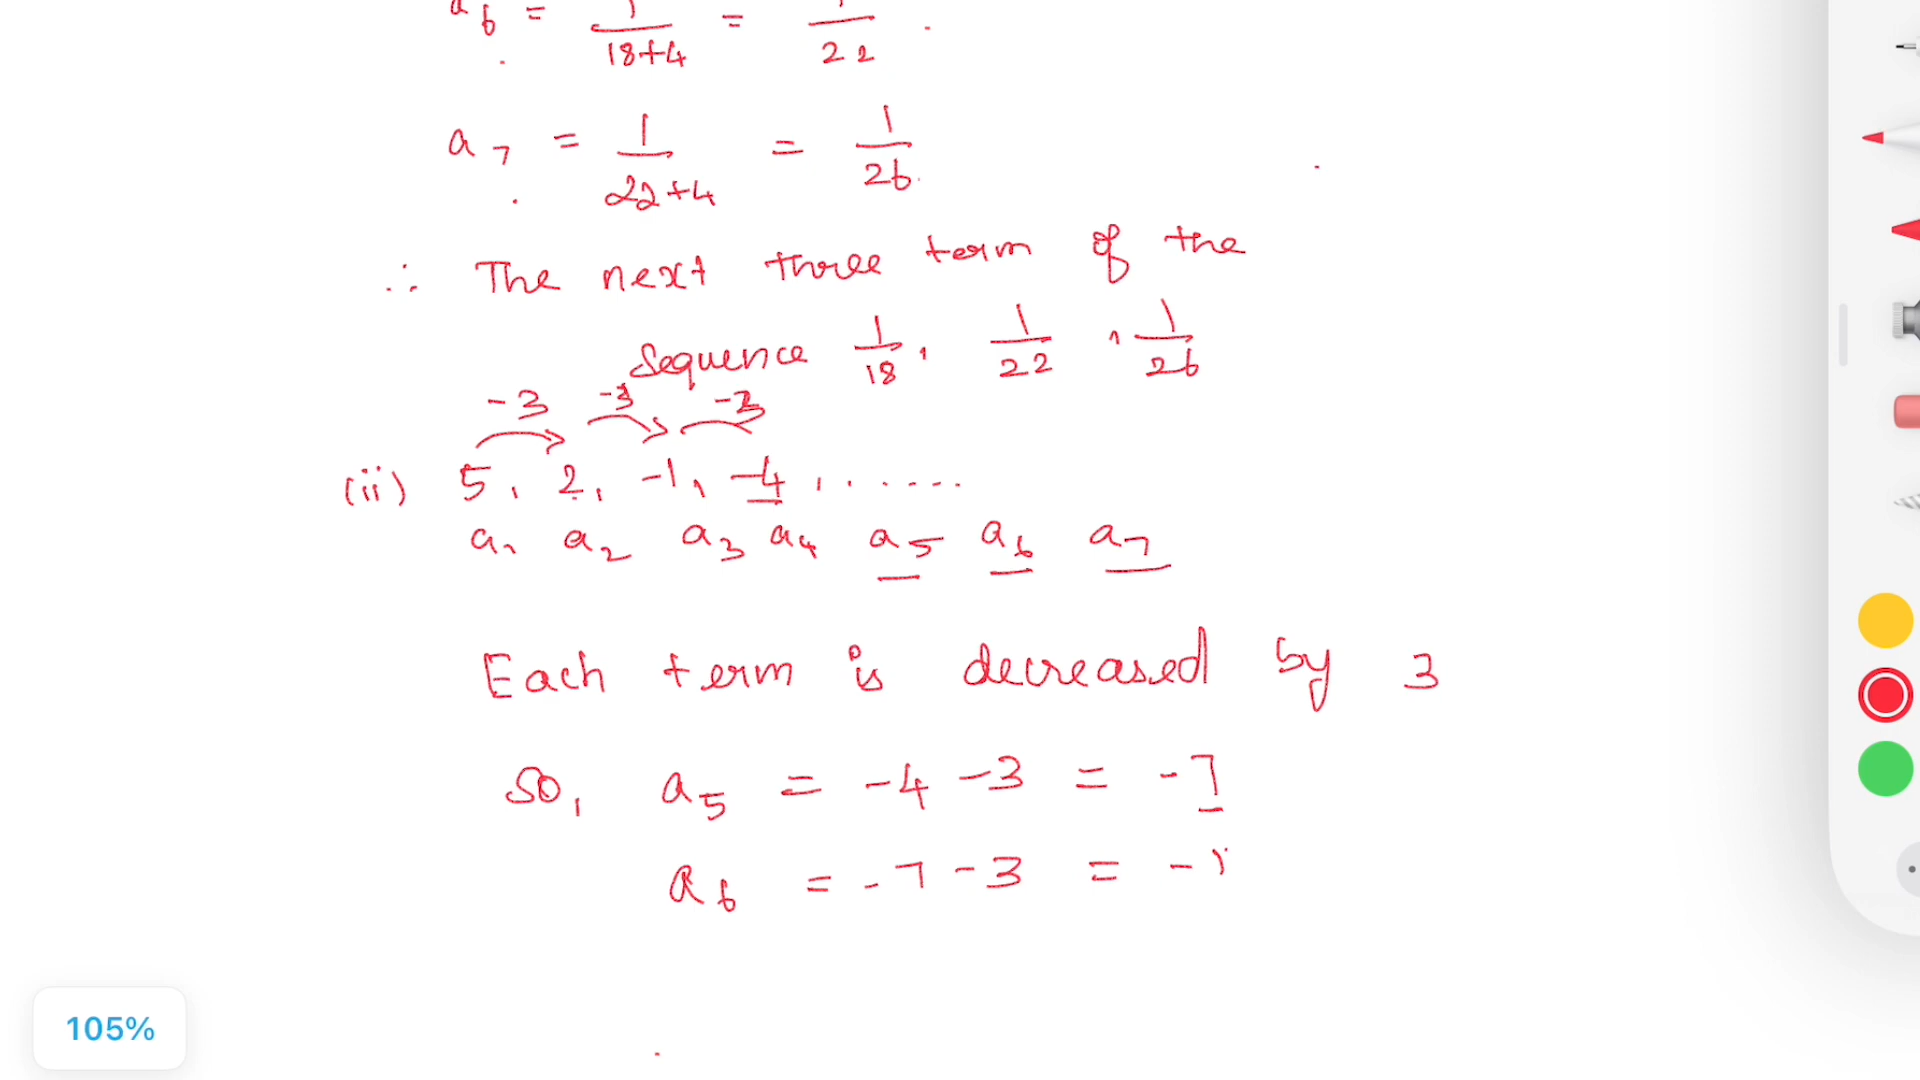 a6 = 1/18+4 = 1/22 .
a7 = 1/22+4 = 1/26.
∴ The next three term of the
Sequence 1/18, 1/22, 1/26
-3 -3 -3
(ii) 5, 2, -1, -4, ......
a1 a2 a3 a4 a5 a6 a7
Each term is decreased by 3
So, a5 = -4 -3 = -7
a6 = -7 -3 = -1
105%